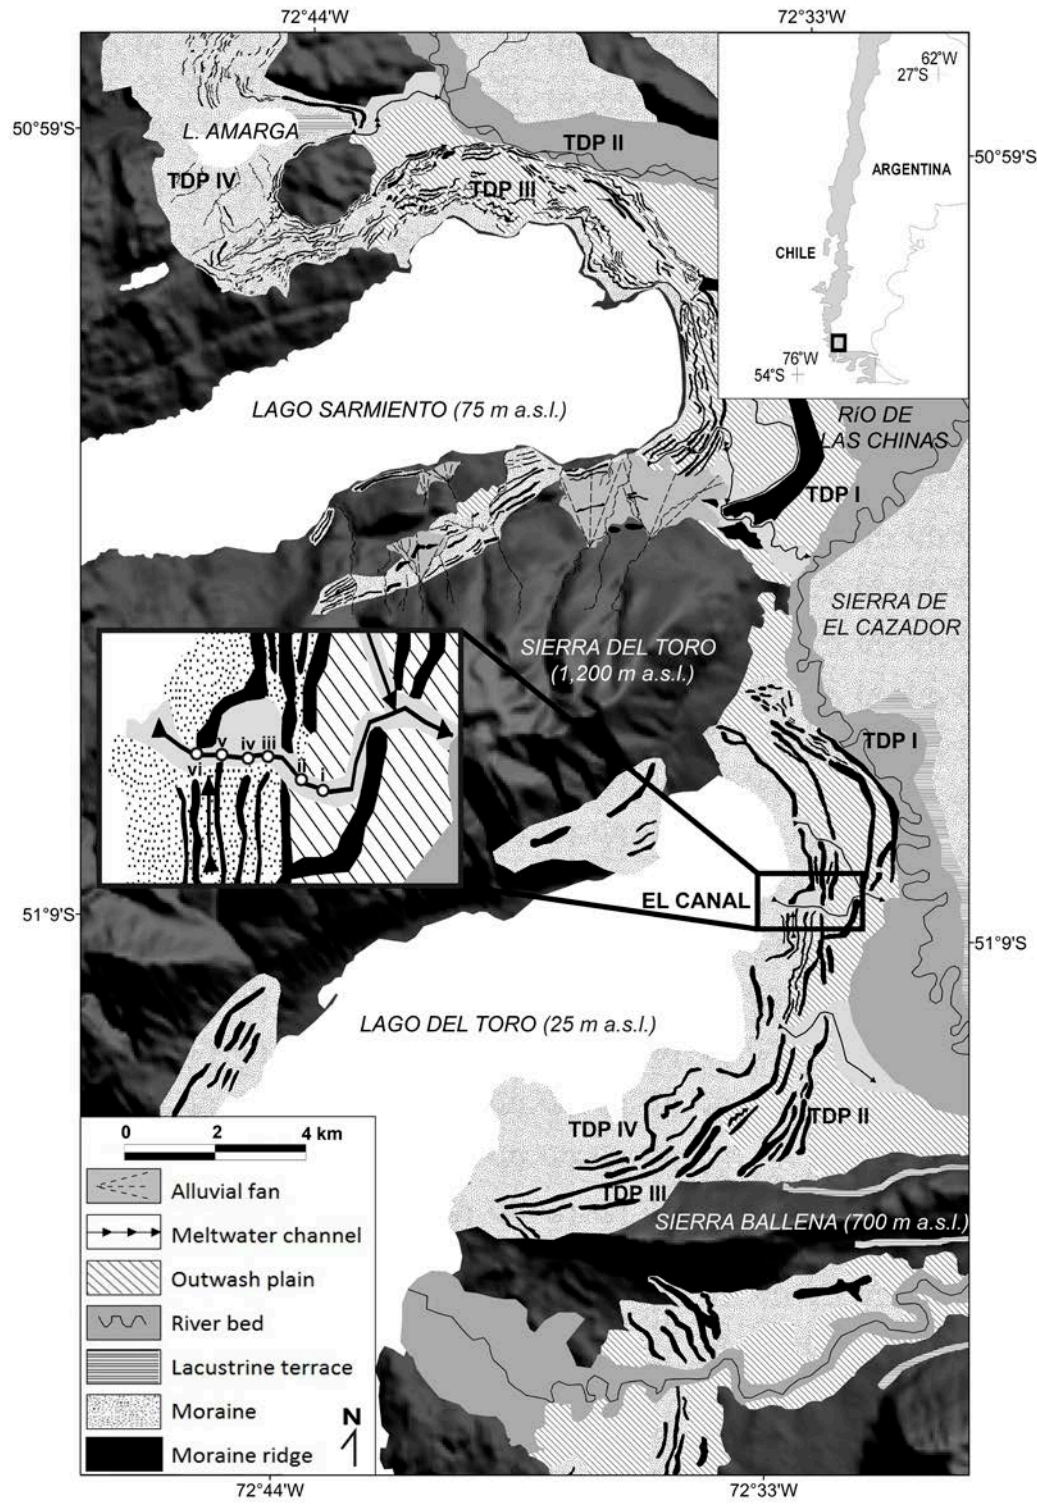 72°44'W
72°33'W
62°W
27°S
50°59'S
L. AMARGA
TDP II
50°59'S
ARGENTINA
TDP IV
TDP III
CHILE
76°W
54°S
LAGO SARMIENTO (75 m a.s.l.)
RíO DE
LAS CHINAS
TDP I
SIERRA DE
EL CAZADOR
SIERRA DEL TORO
(1,200 m a.s.l.)
TDP I
v
iv
iii
vi
ii
i
EL CANAL
51°9'S
51°9'S
LAGO DEL TORO (25 m a.s.l.)
TDP IV
TDP II
TDP III
SIERRA BALLENA (700 m a.s.l.)
0 2 4 km
Alluvial fan
Meltwater channel
Outwash plain
River bed
Lacustrine terrace
Moraine
Moraine ridge
N
72°44'W
72°33'W